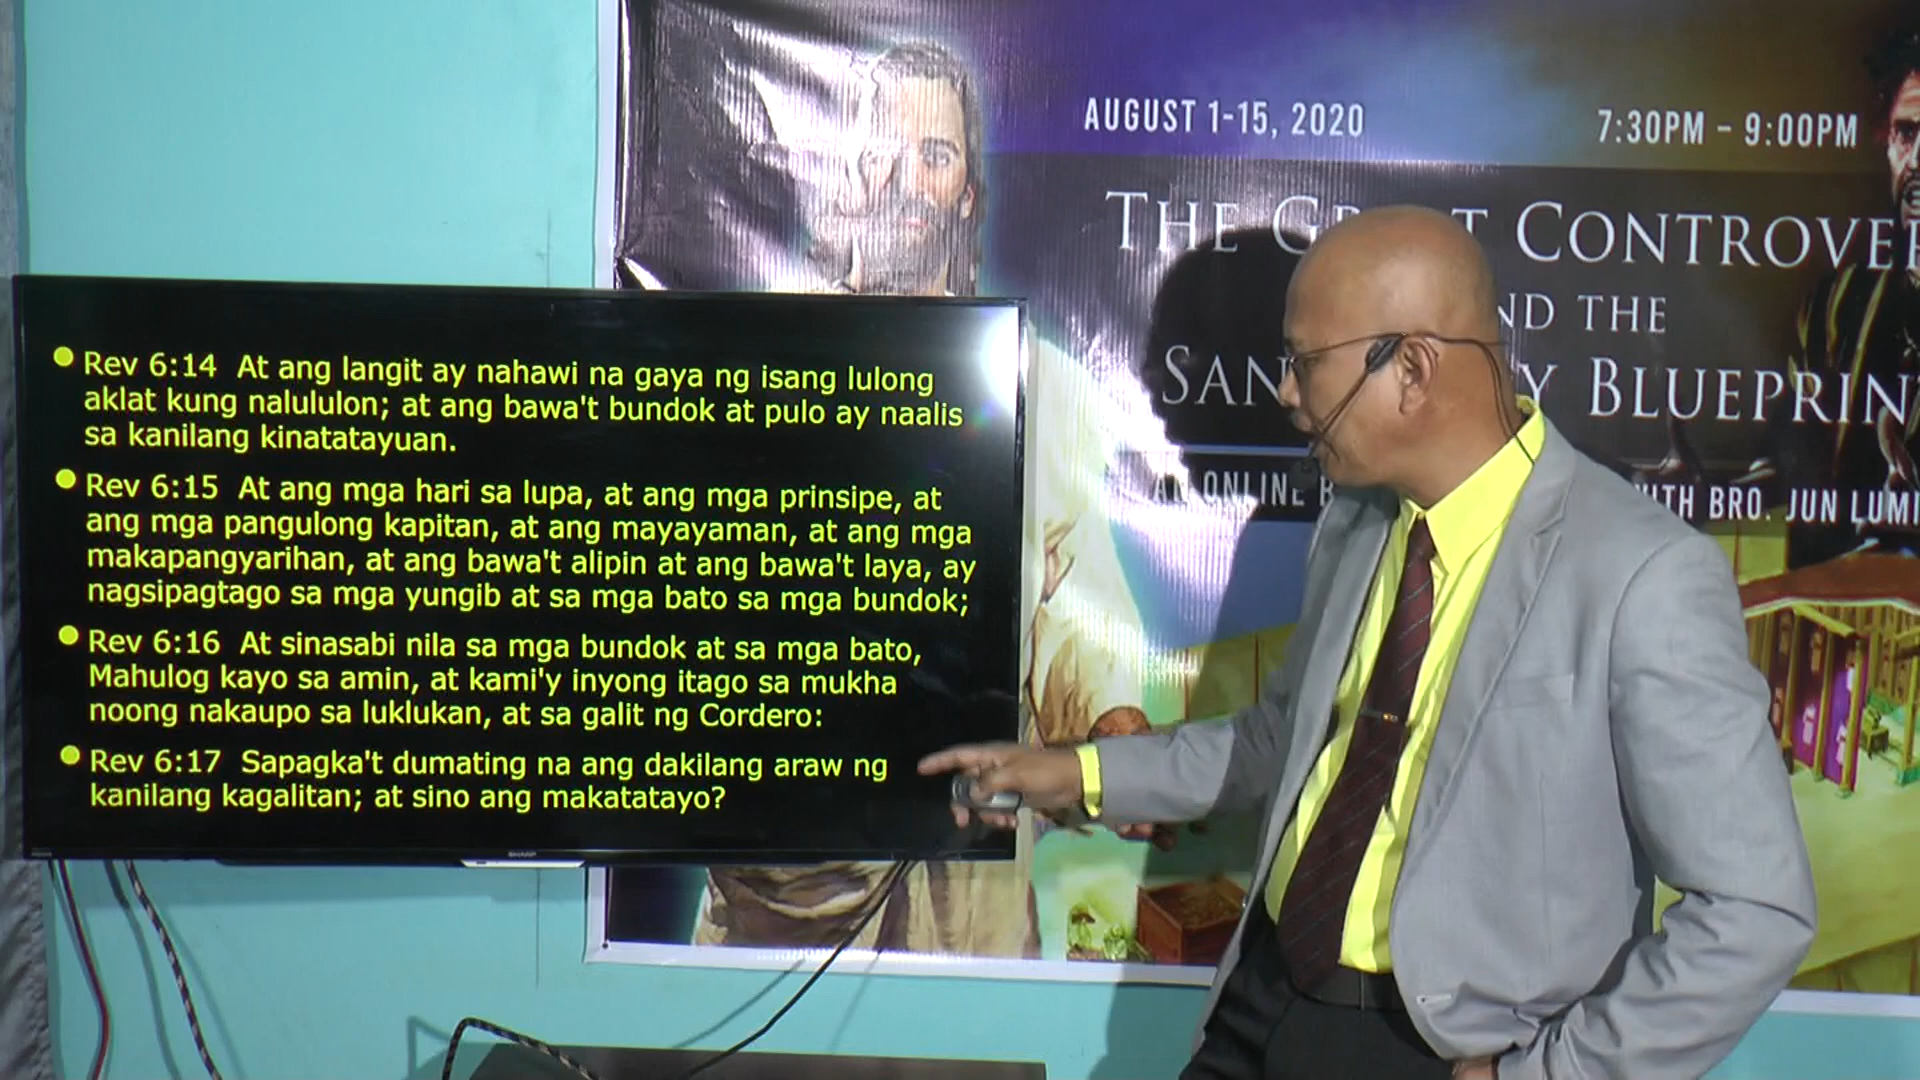 AUGUST 1-15, 2020
7:30PM - 9:00PM
THE
CONTROVER
ND THE
SAN
Y BLUEPRIN
ONLINE
WITH BRO. JUN LUMI
Rev 6:14 At ang langit ay nahawi na gaya ng isang lulong
aklat kung nalululon; at ang bawa't bundok at pulo ay naalis
sa kanilang kinatatayuan.
Rev 6:15 At ang mga hari sa lupa, at ang mga prinsipe, at
ang mga pangulong kapitan, at ang mayayaman, at ang mga
makapangyarihan, at ang bawa't alipin at ang bawa't laya, ay
nagsipagtago sa mga yungib at sa mga bato sa mga bundok;
Rev 6:16 At sinasabi nila sa mga bundok at sa mga bato,
Mahulog kayo sa amin, at kami'y inyong itago sa mukha
noong nakaupo sa luklukan, at sa galit ng Cordero:
Rev 6:17 Sapagka't dumating na ang dakilang araw ng
kanilang kagalitan; at sino ang makatatayo?
SHARP